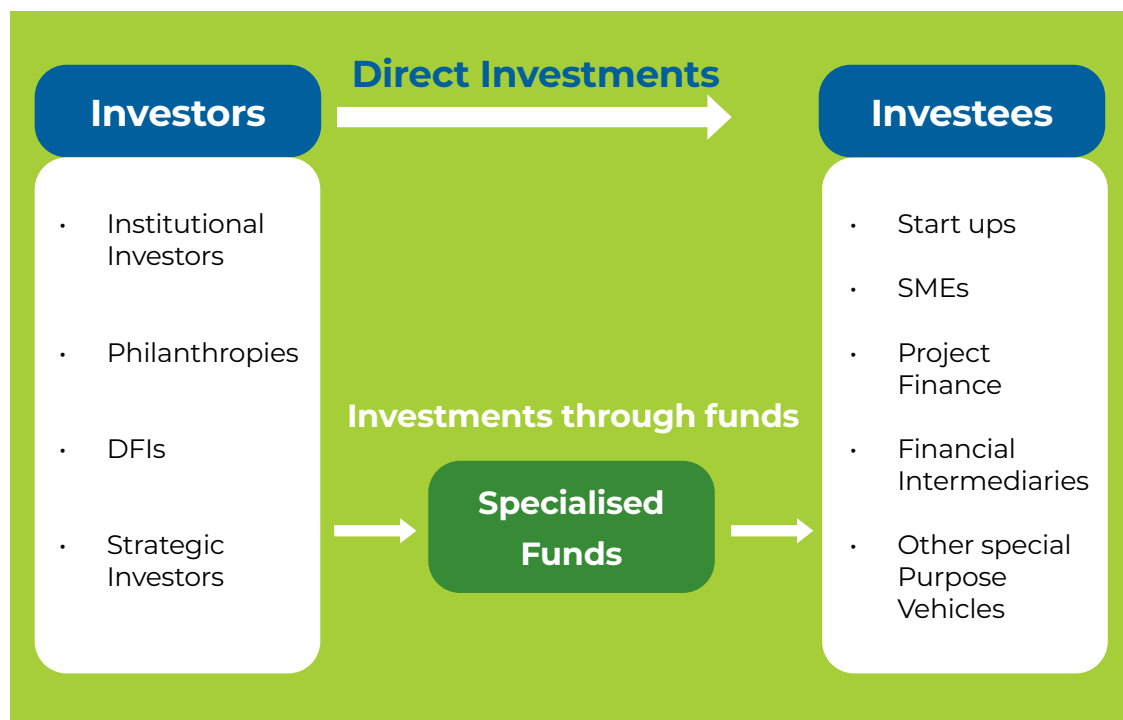 Direct Investments
Investors
Investees
· Institutional
Investors
· Philanthropies
· DFIs
· Strategic
Investors
Investments through funds
Specialised
Funds
· Start ups
· SMEs
· Project
Finance
· Financial
Intermediaries
· Other special
Purpose
Vehicles